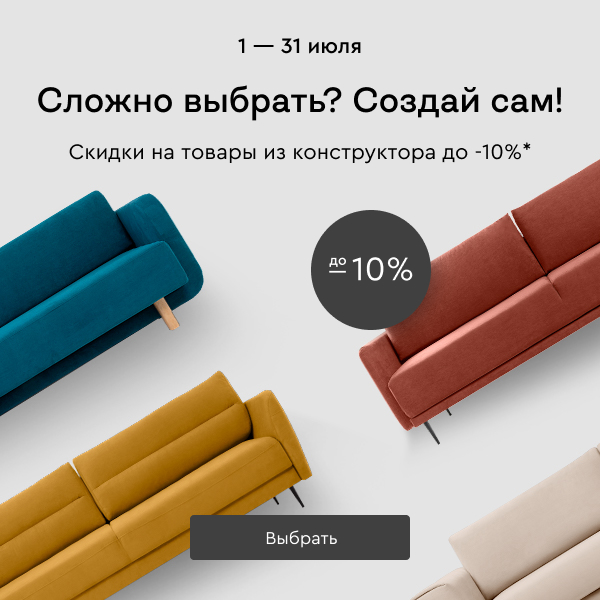 1 — 31 июля
Сложно выбрать? Создай сам!
Скидки на товары из конструктора до -10%*
до 10%
Выбрать